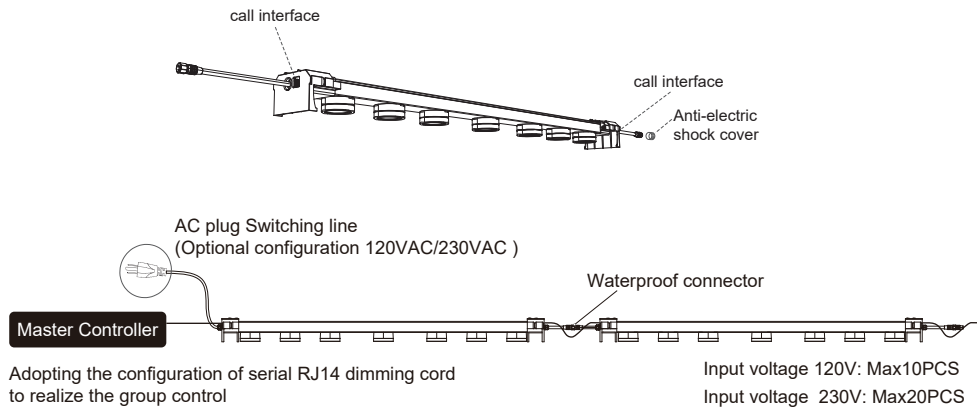 call interface
call interface
Anti-electric
shock cover
AC plug Switching line
(Optional configuration 120VAC/230VAC )
Waterproof connector
Master Controller
Adopting the configuration of serial RJ14 dimming cord
to realize the group control
Input voltage 120V: Max10PCS
Input voltage 230V: Max20PCS